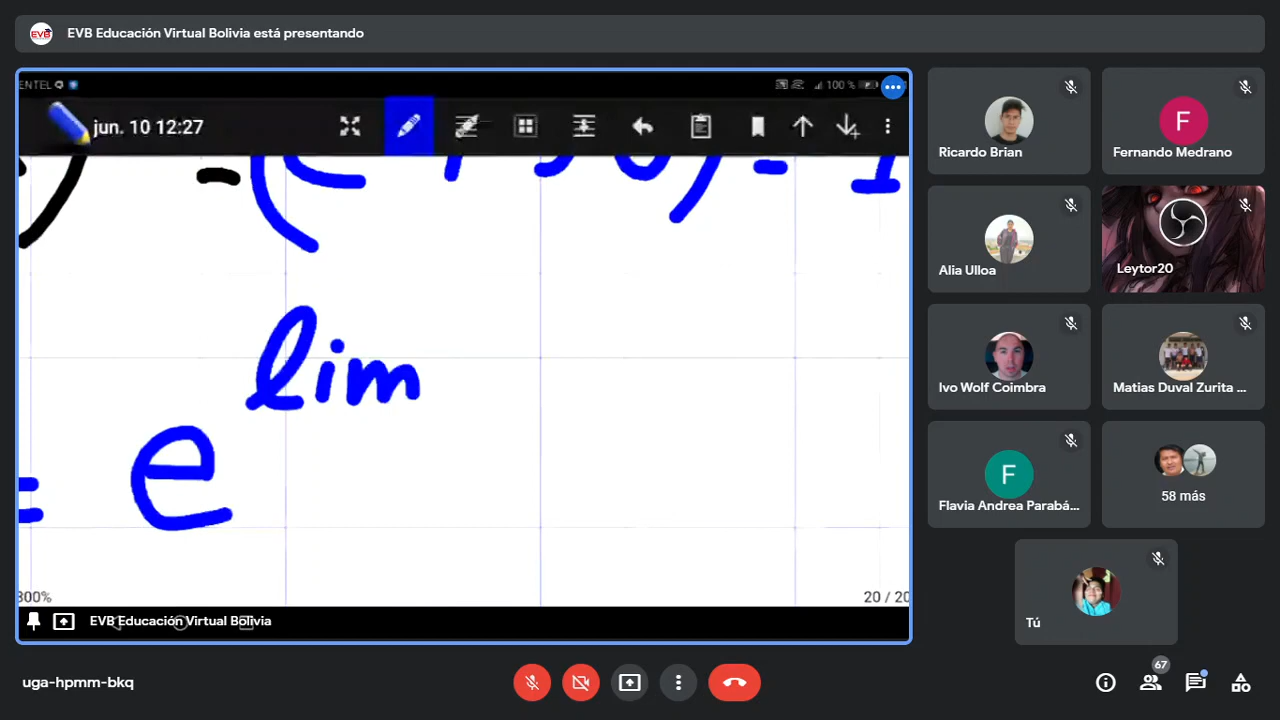 EVB Educación Virtual Bolivia está presentando
ENTEL
100 %
jun. 10 12:27
lim
= e
300%
20 / 20
EVB Educación Virtual Bolivia
Ricardo Brian
Fernando Medrano
Alia Ulloa
Leytor20
Ivo Wolf Coimbra
Matias Duval Zurita ...
Flavia Andrea Parabá...
58 más
Tú
uga-hpmm-bkq
67